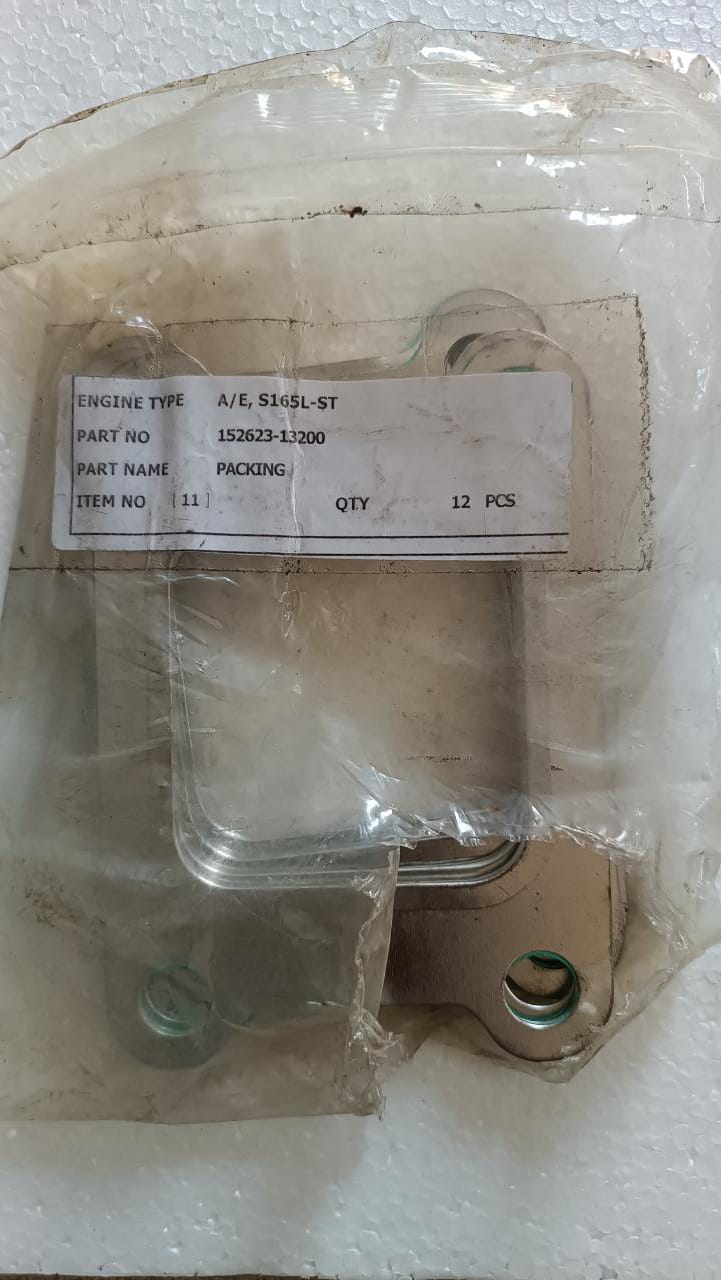 ENGINE TYPE A/E, S165L-ST
PART NO 152623-13200
PART NAME PACKING
ITEM NO [ 11 ] QTY 12 PCS